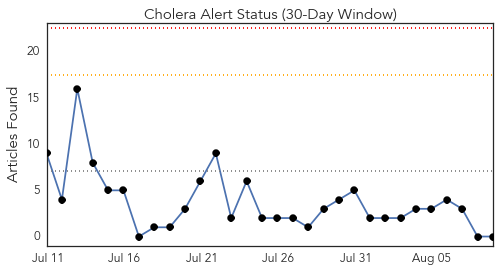 Cholera Alert Status (30-Day Window)
Articles Found
20
15
10
5
0
Jul 11 Jul 16 Jul 21 Jul 26 Jul 31 Aug 05